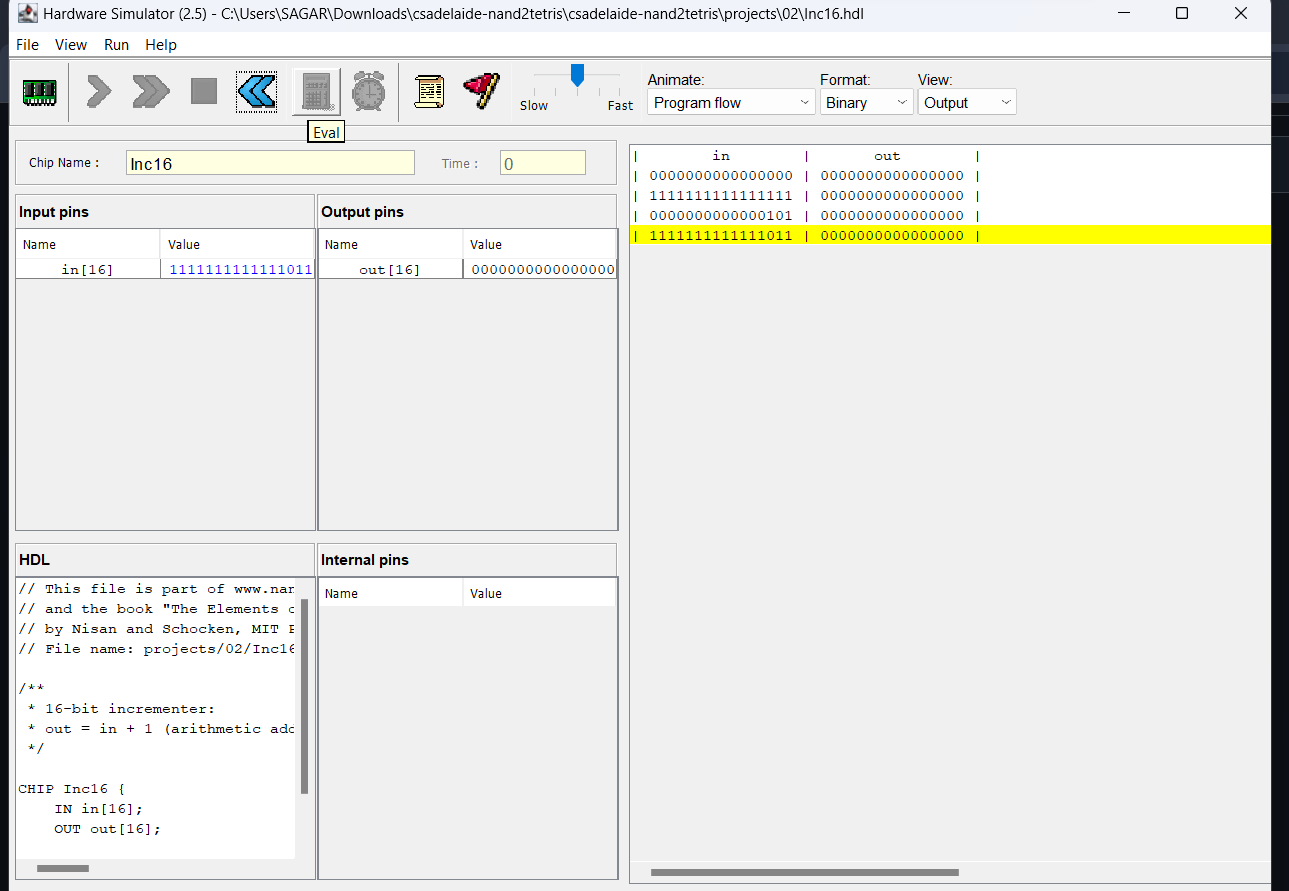 Hardware Simulator (2.5) - C:\Users\SAGAR\Downloads\csadelaide-nand2tetris\csadelaide-nand2tetris\projects\02\Inc16.hdl
File View Run Help
Slow Fast
Animate:
Program flow
Format:
Binary
View:
Output
Eval
Chip Name : Inc16 Time : 0
Input pins
Name Value
in[16] 1111111111111011
Output pins
Name Value
out[16] 0000000000000000
HDL
// This file is part of www.nan
// and the book "The Elements o
// by Nisan and Schocken, MIT P
// File name: projects/02/Inc16
/**
* 16-bit incrementer:
* out = in + 1 (arithmetic add
*/
CHIP Inc16 {
IN in[16];
OUT out[16];
Internal pins
Name Value
| in | out |
| 0000000000000000 | 0000000000000000 |
| 1111111111111111 | 0000000000000000 |
| 0000000000000101 | 0000000000000000 |
| 1111111111111011 | 0000000000000000 |